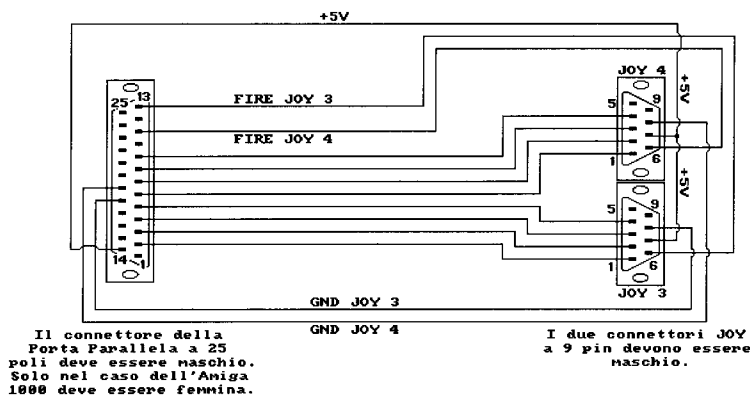 +5V
JOY 4
25 13
FIRE JOY 3
5 9
+5V
FIRE JOY 4
1 6
+5V
5 9
14 1
1 6
JOY 3
GND JOY 3
GND JOY 4
Il connettore della
Porta Parallela a 25
poli deve essere maschio.
Solo nel caso dell'Amiga
1000 deve essere femmina.
I due connettori JOY
a 9 pin devono essere
maschio.